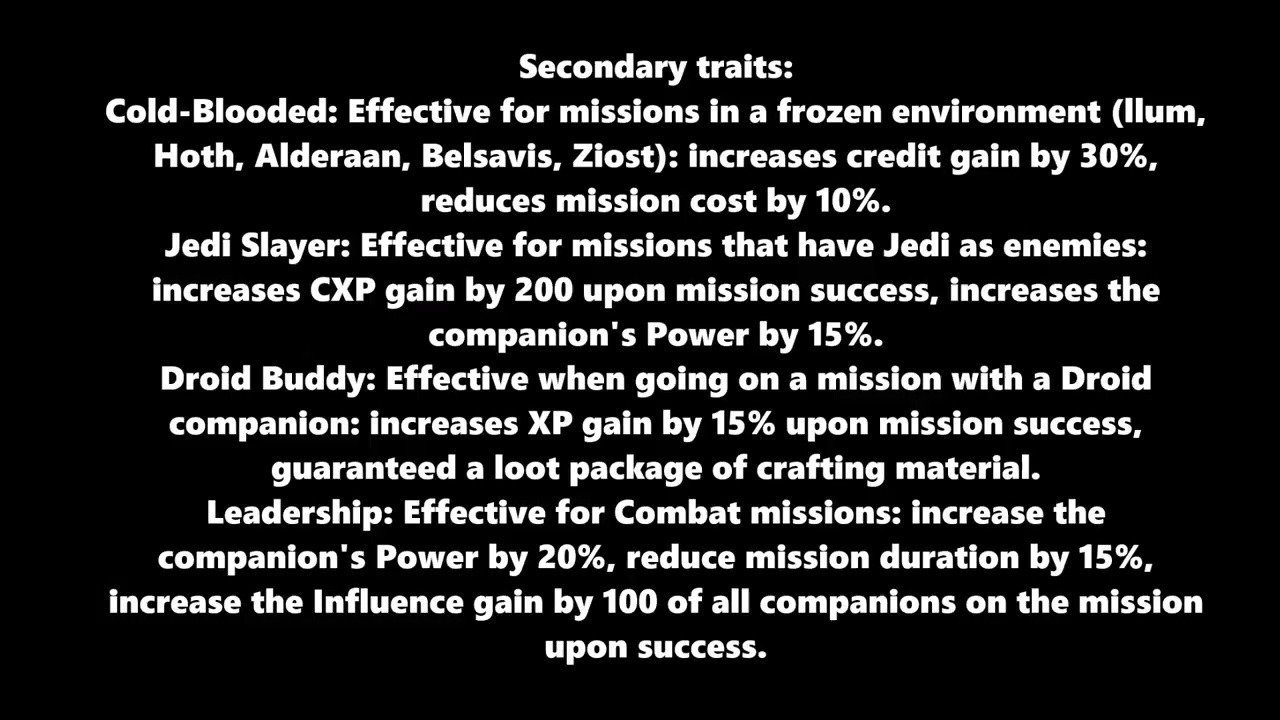 Secondary traits:
Cold-Blooded: Effective for missions in a frozen environment (llum,
Hoth, Alderaan, Belsavis, Ziost): increases credit gain by 30%,
reduces mission cost by 10%.
Jedi Slayer: Effective for missions that have Jedi as enemies:
increases CXP gain by 200 upon mission success, increases the
companion's Power by 15%.
Droid Buddy: Effective when going on a mission with a Droid
companion: increases XP gain by 15% upon mission success,
guaranteed a loot package of crafting material.
Leadership: Effective for Combat missions: increase the
companion's Power by 20%, reduce mission duration by 15%,
increase the Influence gain by 100 of all companions on the mission
upon success.